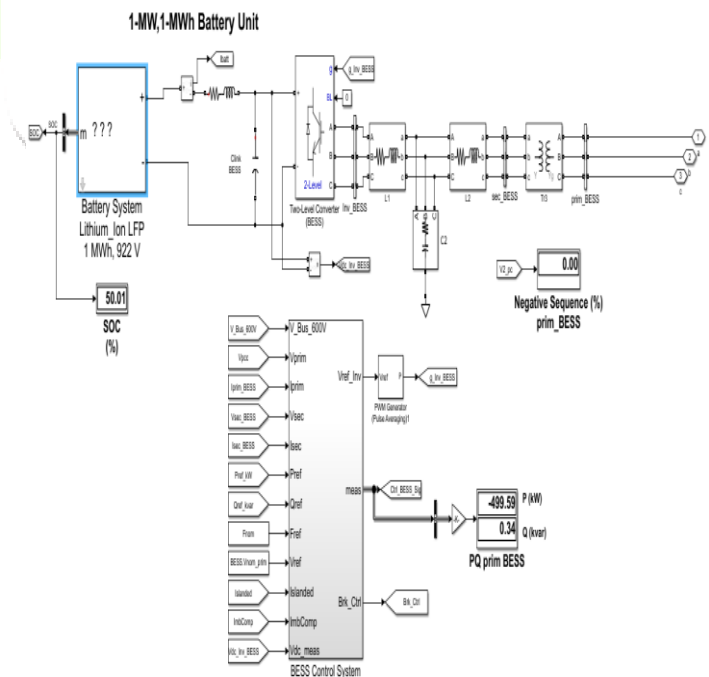 1-MW,1-MWh Battery Unit
Ibatt
g
g_Inv_BESS
BL
0
+
-
SOC
SOC
m
? ? ?
Clink
BESS
A
B
C
2-Level
Two-Level Converter
(BESS)
Inv_BESS
A
B
C
a
b
c
L1
A
B
C
a
b
c
L2
sec_BESS
a
b
c
A
B
C
Tr3
prim_BESS
1
a
2
b
3
c
A B C
C2
Battery System
Lithium_Ion LFP
1 MWh, 922 V
Vdc_Inv_BESS
V2_pc
0.00
Negative Sequence (%)
prim_BESS
50.01
SOC
(%)
V_Bus_600V
V_Bus_600V
Vpcc
Vprim
Iprim_BESS
Iprim
Vsec_BESS
Vsec
Isec_BESS
Isec
Pref_kW
Pref
Qref_kvar
Qref
Fnom
Fref
BESS.Vnom_prim
Vref
Islanded
Islanded
ImbComp
ImbComp
Vdc_Inv_BESS
Vdc_meas
Vref_Inv
Vref
P
g_Inv_BESS
PWM Generator
(Pulse Averaging)1
meas
Ctrl_BESS_Sig
-K-
-499.59
P (kW)
0.34
Q (kvar)
PQ prim BESS
Brk_Ctrl
Brk_Ctrl
BESS Control System